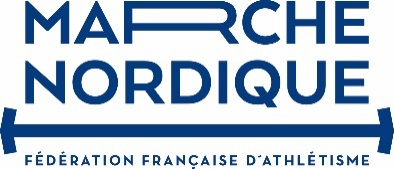 MARCHE
NORDIQUE
FÉDÉRATION FRANÇAISE D'ATHLÉTISME